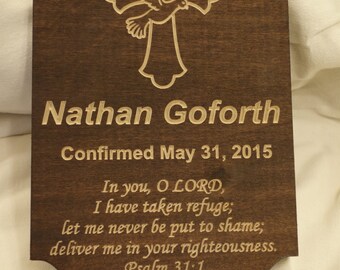 Nathan Goforth
Confirmed May 31, 2015
In you, O LORD,
I have taken refuge;
let me never be put to shame;
deliver me in your righteousness.
Psalm 31:1